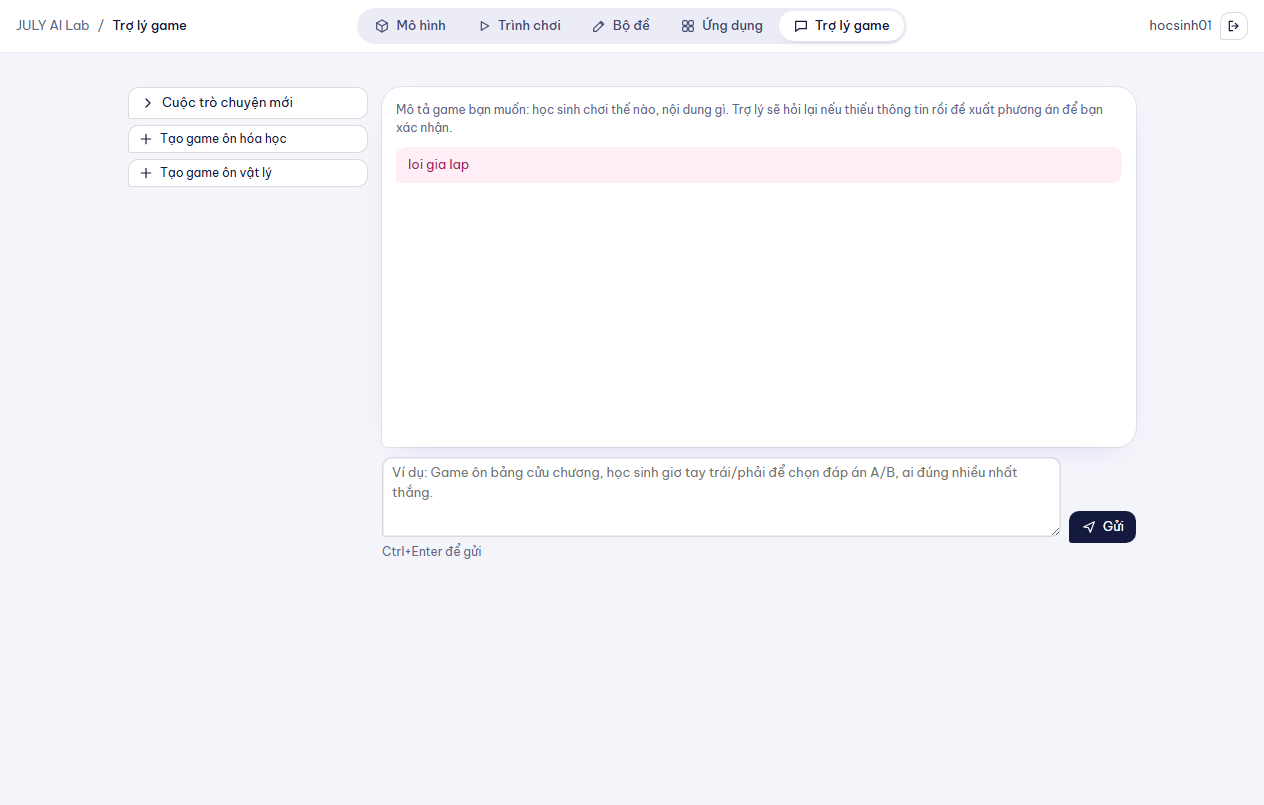 JULY AI Lab / Trợ lý game
Mô hình
Trình chơi
Bộ đề
Ứng dụng
Trợ lý game
hocsinh01
Cuộc trò chuyện mới
Tạo game ôn hóa học
Tạo game ôn vật lý
Mô tả game bạn muốn: học sinh chơi thế nào, nội dung gì. Trợ lý sẽ hỏi lại nếu thiếu thông tin rồi đề xuất phương án để bạn
xác nhận.
loi gia lap
Ví dụ: Game ôn bảng cửu chương, học sinh giơ tay trái/phải để chọn đáp án A/B, ai đúng nhiều nhất
thắng.
Gửi
Ctrl+Enter để gửi